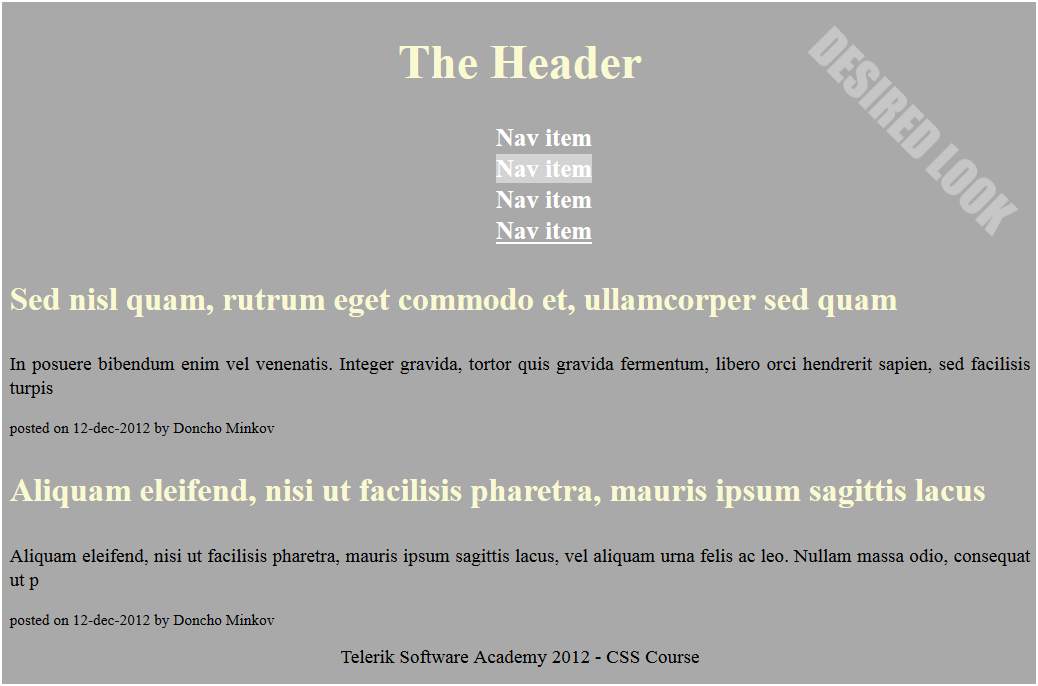 The Header
DESIRED LOOK
Nav item
Nav item
Nav item
Nav item
Sed nisl quam, rutrum eget commodo et, ullamcorper sed quam
In posuere bibendum enim vel venenatis. Integer gravida, tortor quis gravida fermentum, libero orci hendrerit sapien, sed facilisis
turpis
posted on 12-dec-2012 by Doncho Minkov
Aliquam eleifend, nisi ut facilisis pharetra, mauris ipsum sagittis lacus
Aliquam eleifend, nisi ut facilisis pharetra, mauris ipsum sagittis lacus, vel aliquam urna felis ac leo. Nullam massa odio, consequat
ut p
posted on 12-dec-2012 by Doncho Minkov
Telerik Software Academy 2012 - CSS Course